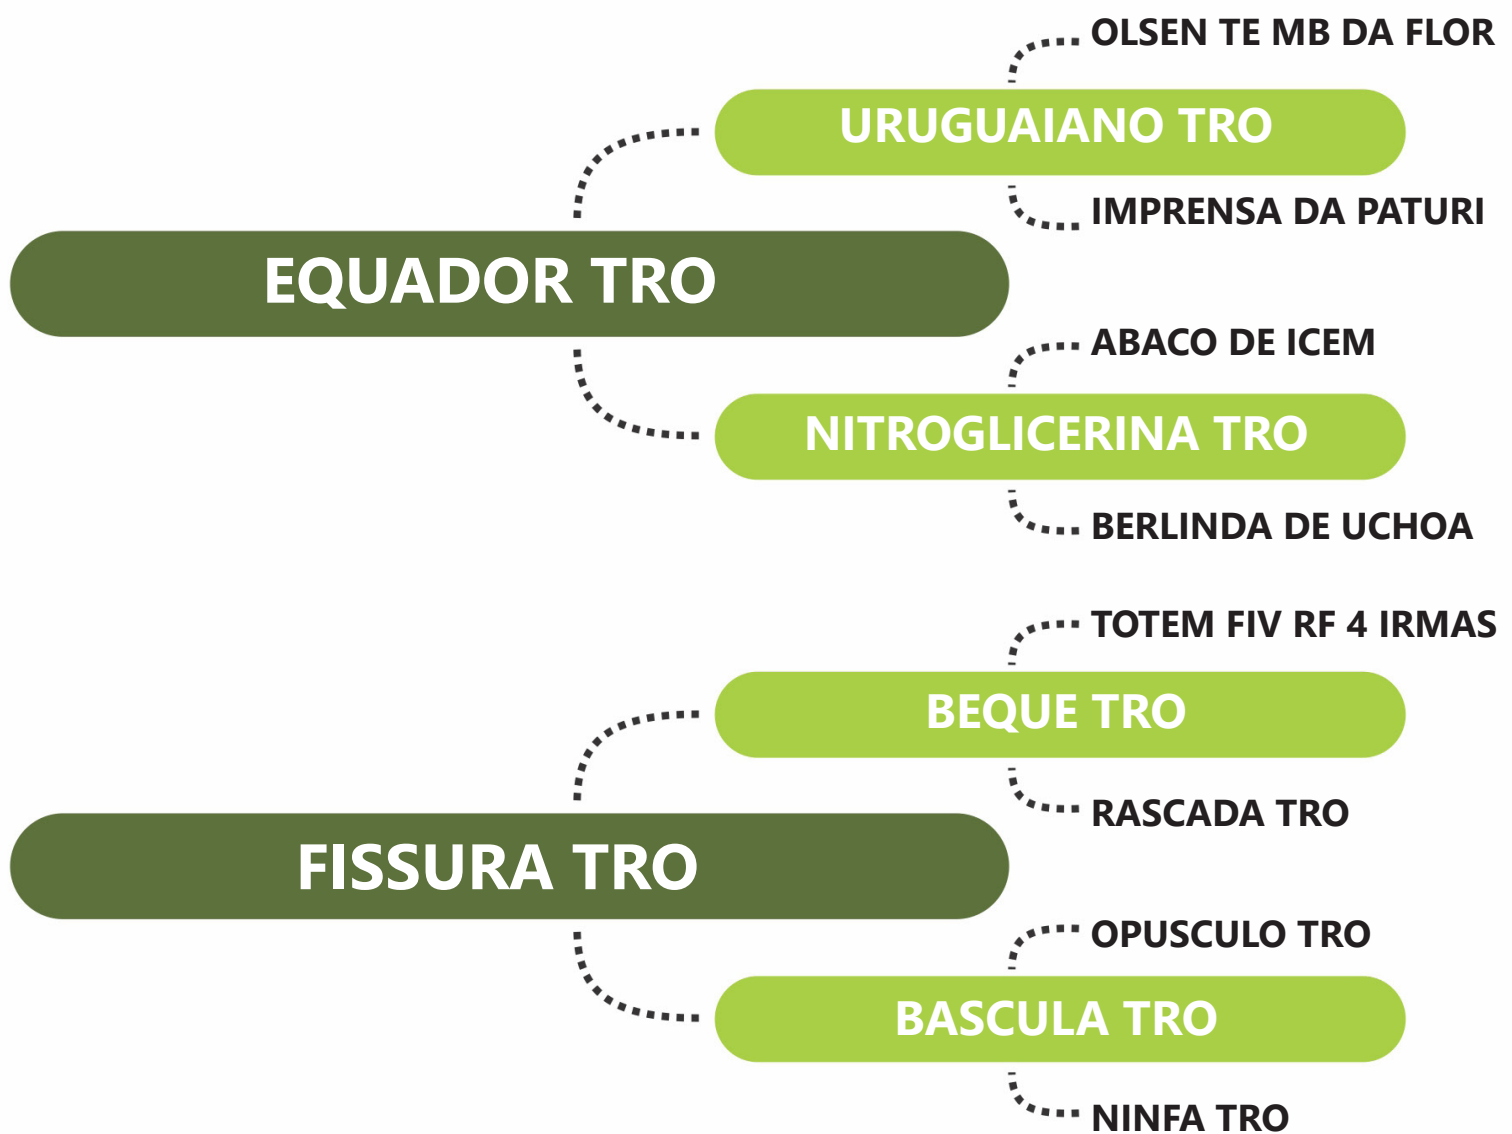 OLSEN TE MB DA FLOR
URUGUAIANO TRO
IMPRENSA DA PATURI
EQUADOR TRO
ABACO DE ICEM
NITROGLICERINA TRO
BERLINDA DE UCHOA
TOTEM FIV RF 4 IRMAS
BEQUE TRO
RASCADA TRO
FISSURA TRO
OPUSCULO TRO
BASCULA TRO
NINFA TRO